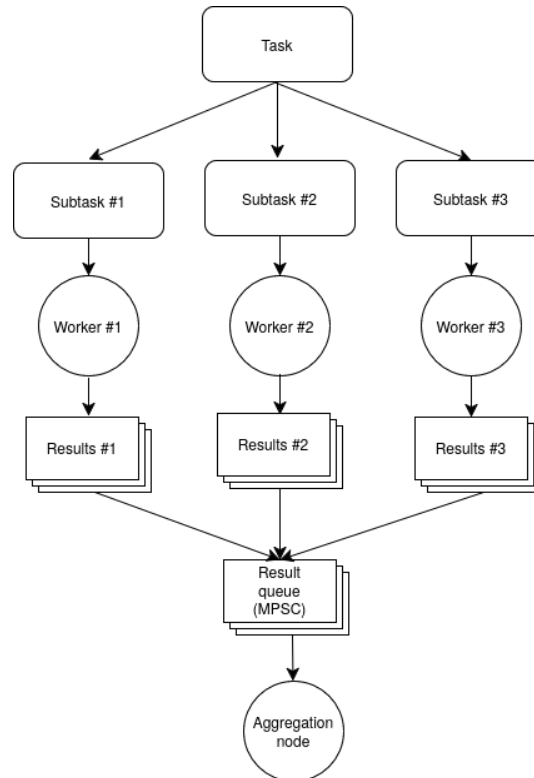 Task
Subtask #1
Subtask #2
Subtask #3
Worker #1
Worker #2
Worker #3
Results #1
Results #2
Results #3
Result
queue
(MPSC)
Aggregation
node